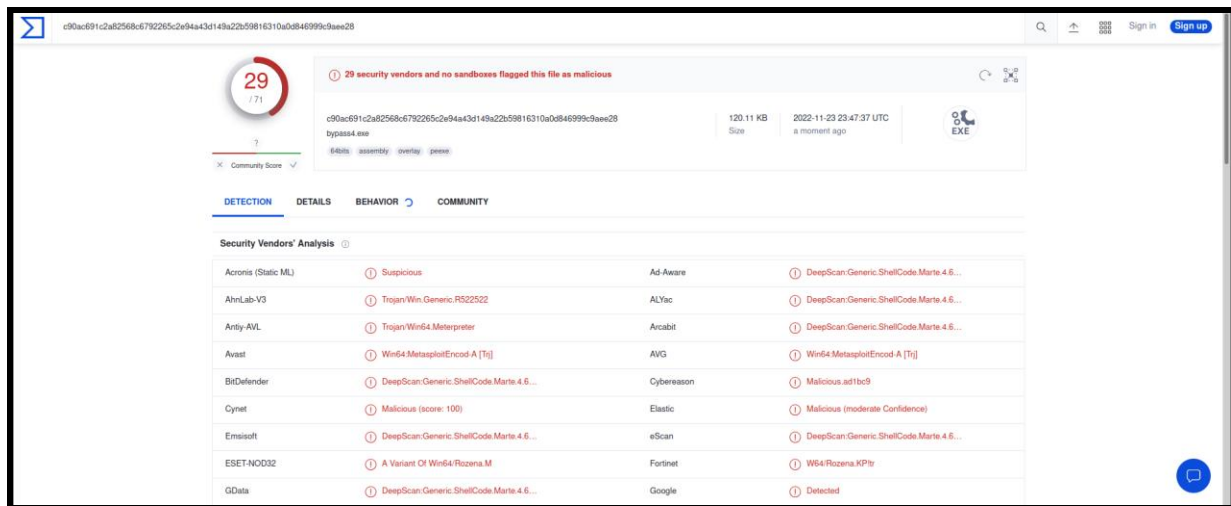 c90ac691c2a82568c6792265c2e94a43d149a22b59816310a0d846999c9aee28
Sign in
Sign up
29
/ 71
29 security vendors and no sandboxes flagged this file as malicious
c90ac691c2a82568c6792265c2e94a43d149a22b59816310a0d846999c9aee28
bypass4.exe
64bits assembly overlay peexe
120.11 KB
Size
2022-11-23 23:47:37 UTC
a moment ago
EXE
?
Community Score
DETECTION DETAILS BEHAVIOR COMMUNITY
Security Vendors' Analysis
Acronis (Static ML) Suspicious Ad-Aware DeepScan:Generic.ShellCode.Marte.4.6...
AhnLab-V3 Trojan/Win.Generic.R522522 ALYac DeepScan:Generic.ShellCode.Marte.4.6...
Antiy-AVL Trojan/Win64.Meterpreter Arcabit DeepScan:Generic.ShellCode.Marte.4.6...
Avast Win64:MetasploitEncod-A [Trj] AVG Win64:MetasploitEncod-A [Trj]
BitDefender DeepScan:Generic.ShellCode.Marte.4.6... Cybereason Malicious.ad1bc9
Cynet Malicious (score: 100) Elastic Malicious (moderate Confidence)
Emsisoft DeepScan:Generic.ShellCode.Marte.4.6... eScan DeepScan:Generic.ShellCode.Marte.4.6...
ESET-NOD32 A Variant Of Win64/Rozena.M Fortinet W64/Rozena.KP!tr
GData DeepScan:Generic.ShellCode.Marte.4.6... Google Detected